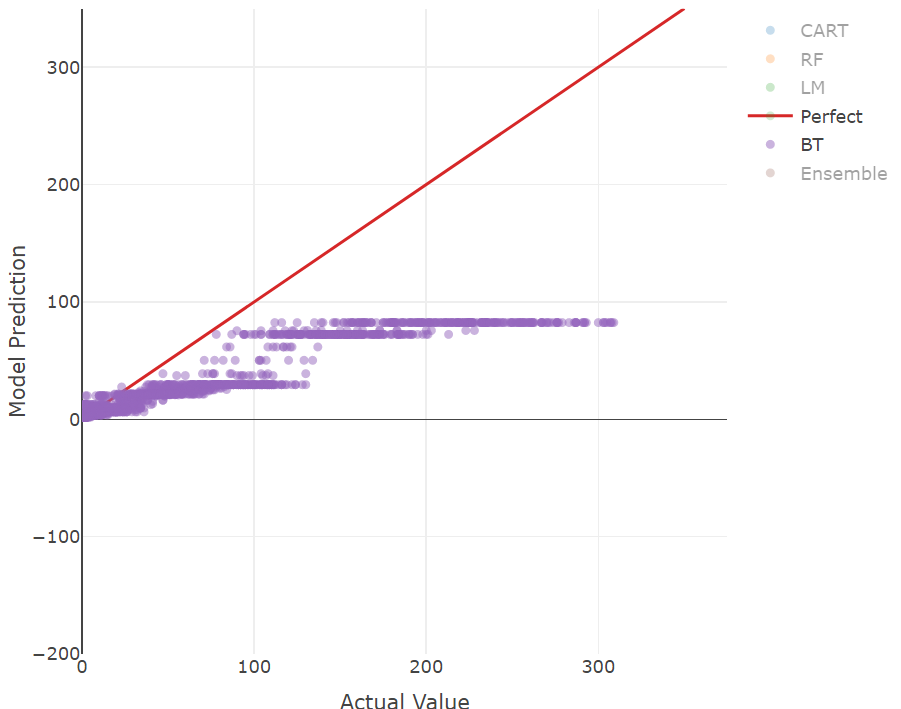 300
200
100
0
−100
−200
0
100
200
300
Model Prediction
Actual Value
CART
RF
LM
Perfect
BT
Ensemble